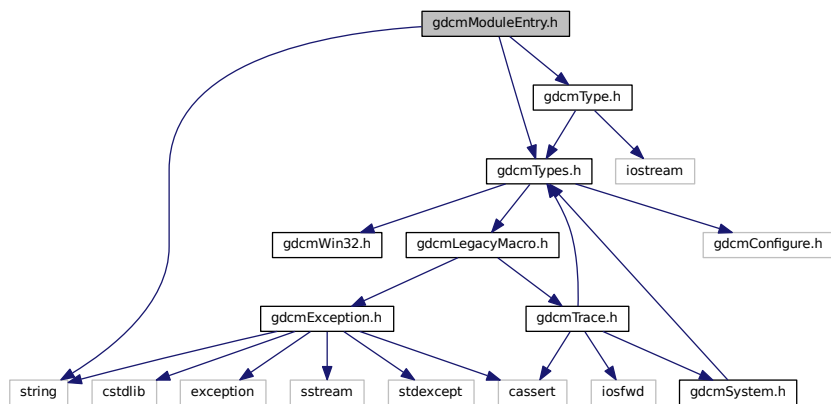 gdcmModuleEntry.h
gdcmType.h
gdcmTypes.h
iostream
gdcmWin32.h
gdcmLegacyMacro.h
gdcmConfigure.h
gdcmException.h
gdcmTrace.h
string
cstdlib
exception
sstream
stdexcept
cassert
iosfwd
gdcmSystem.h